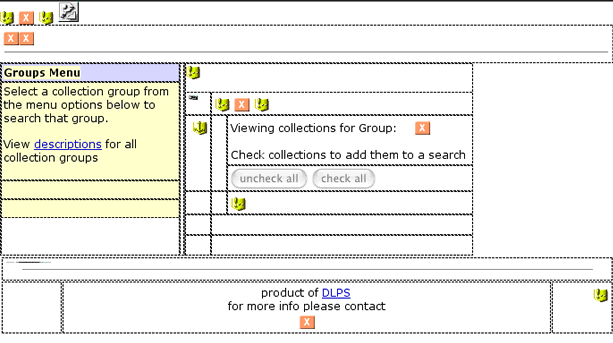 X
X X
Groups Menu
Select a collection group from
the menu options below to
search that group.
View descriptions for all
collection groups
X
Viewing collections for Group: X
Check collections to add them to a search
uncheck all check all
product of DLPS
for more info please contact
X